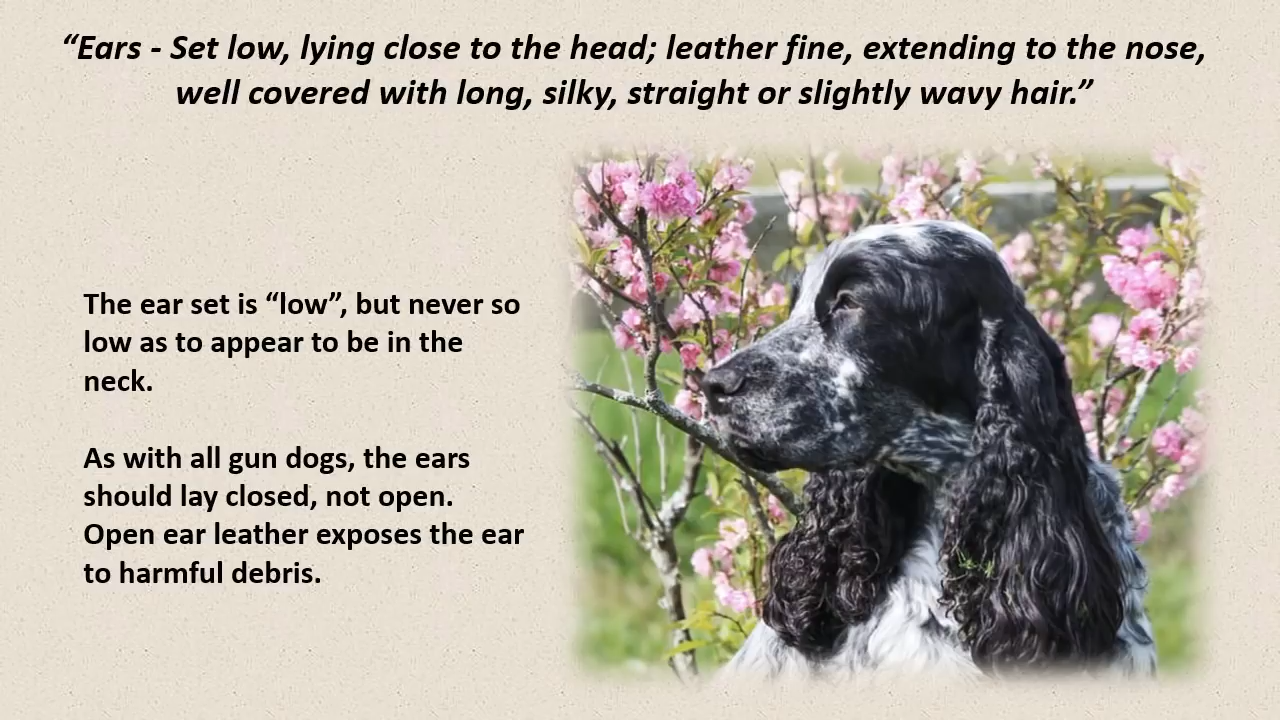 “Ears - Set low, lying close to the head; leather fine, extending to the nose,
well covered with long, silky, straight or slightly wavy hair.”
The ear set is “low”, but never so
low as to appear to be in the
neck.
As with all gun dogs, the ears
should lay closed, not open.
Open ear leather exposes the ear
to harmful debris.